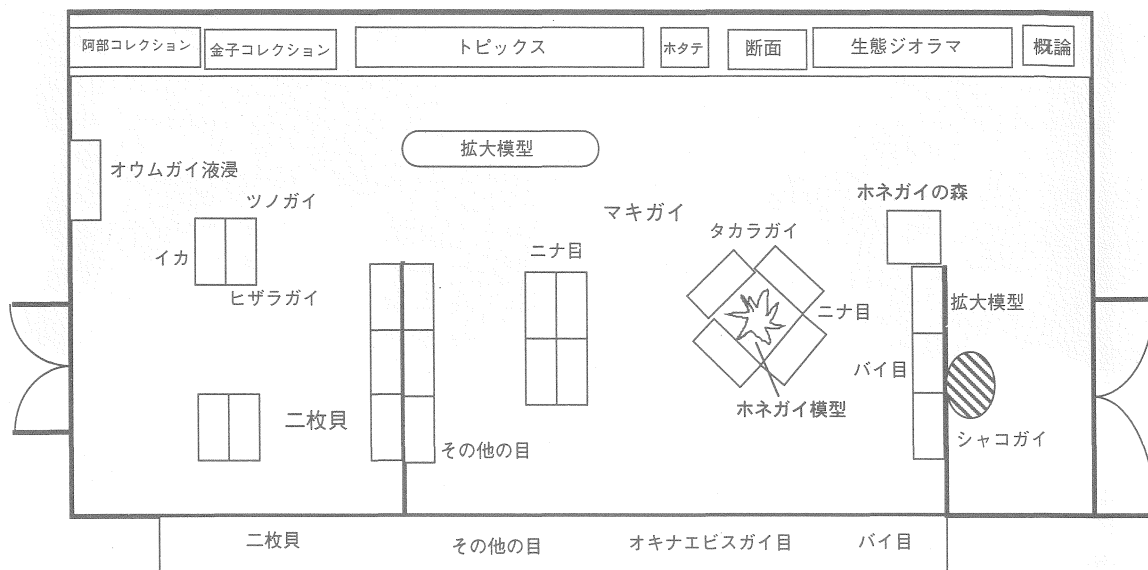 阿部コレクション
金子コレクション
トピックス
ホタテ
断面
生態ジオラマ
概論
拡大模型
オウムガイ液浸
ツノガイ
マキガイ
ホネガイの森
タカラガイ
イカ
ニナ目
ヒザラガイ
ニナ目
拡大模型
バイ目
ホネガイ模型
二枚貝
その他の目
シャコガイ
二枚貝
その他の目
オキナエビスガイ目
バイ目